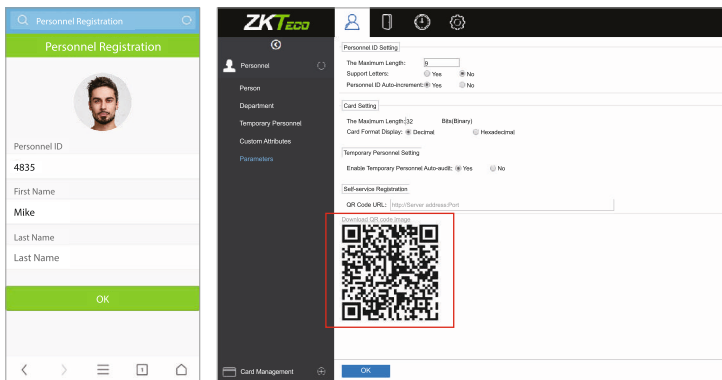 Personnel Registration
Personnel Registration
Personnel ID
4835
First Name
Mike
Last Name
Last Name
OK
1
ZKTeco
Personnel
Person
Department
Temporary Personnel
Custom Attributes
Parameters
Card Management
Personnel ID Setting
The Maximum Length: 9
Support Letters: Yes No
Personnel ID Auto-increment: Yes No
Card Setting
The Maximum Length:32 Bits(Binary)
Card Format Display: Decimal Hexadecimal
Temporary Personnel Setting
Enable Temporary Personnel Auto-audit: Yes No
Self-service Registration
QR Code URL: http://Server address:Port
Download QR code image
OK